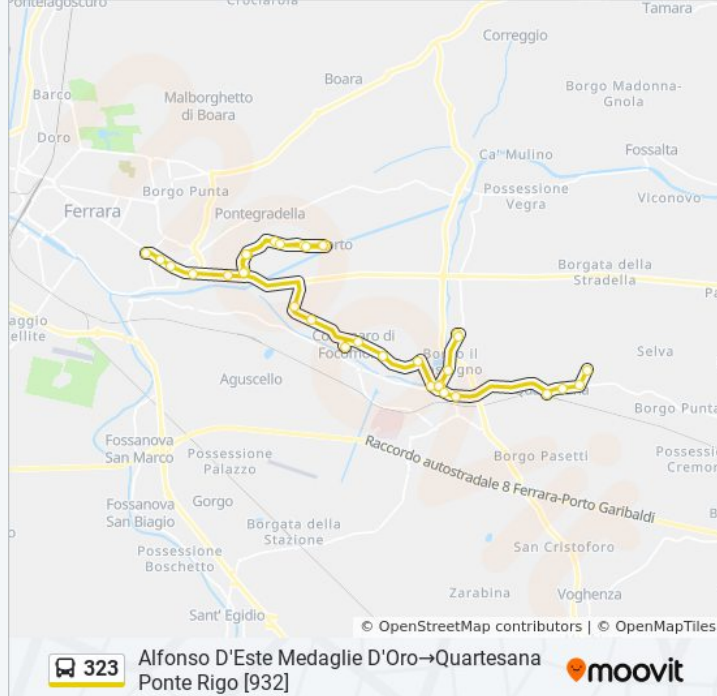 Pontelagoscuro
Crociarola
Tamara
Correggio
Boara
Barco
Malborghetto
di Boara
Borgo Madonna-
Gnola
Doro
Ca' Mulino
Fossalta
Borgo Punta
Possessione
Vegra
Viconovo
Ferrara
Pontegradella
Borgata della
Stradella
Selva
Aguscello
Borgo Punta
Fossanova
San Marco
Possessione
Palazzo
Borgo Pasetti
Raccordo autostradale 8 Ferrara-Porto Garibaldi
Fossanova
San Biagio
Gorgo
Borgata della
Stazione
Possessione
Boschetto
San Cristoforo
Zarabina
Voghenza
Sant' Egidio
© OpenStreetMap contributors | © OpenMapTiles
323
Alfonso D'Este Medaglie D'Oro→Quartesana
Ponte Rigo [932]
moovit